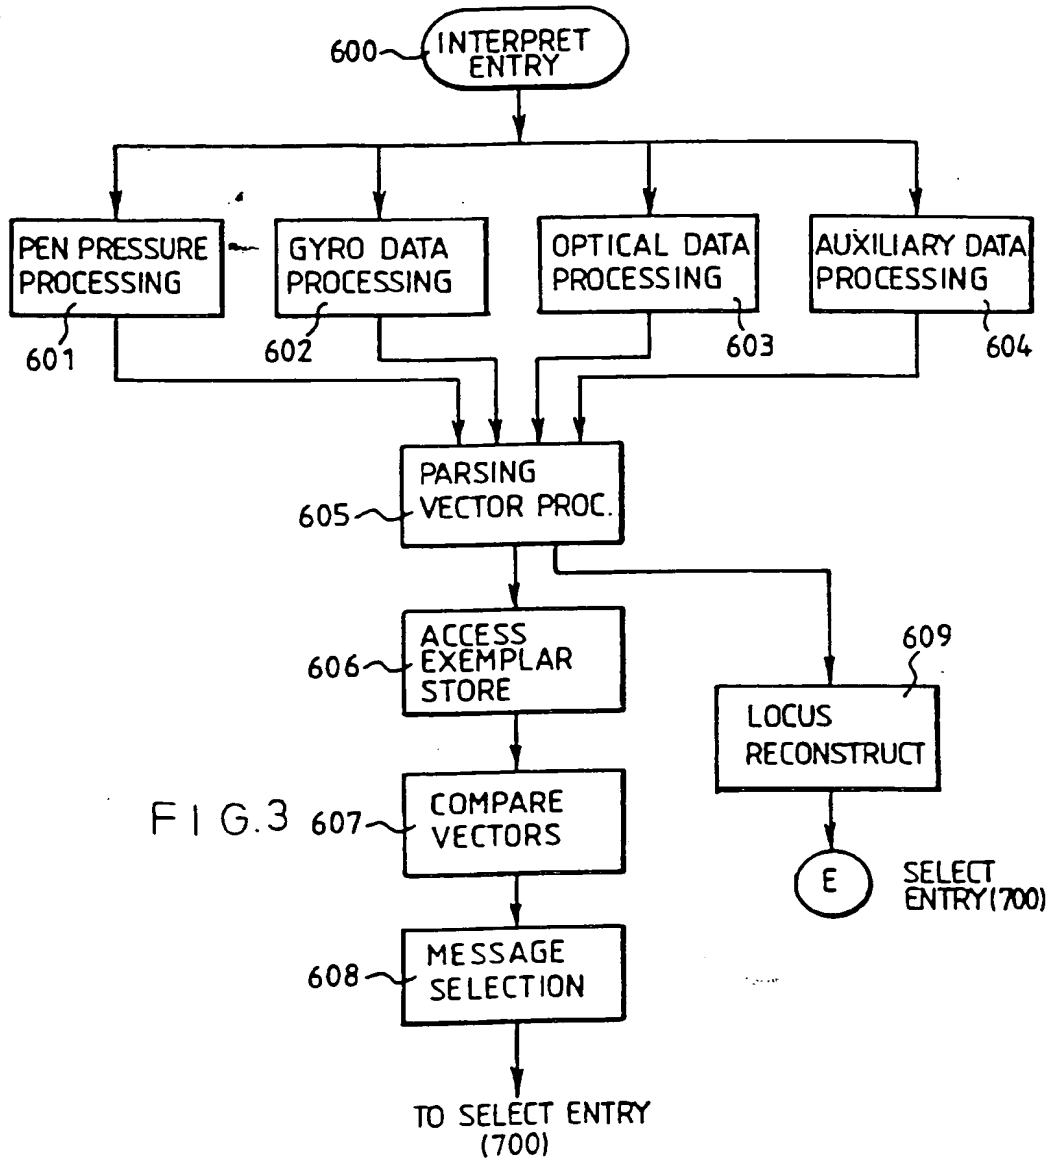 600
INTERPRET
ENTRY
PEN PRESSURE
PROCESSING
601
GYRO DATA
PROCESSING
602
OPTICAL DATA
PROCESSING
603
AUXILIARY DATA
PROCESSING
604
PARSING
VECTOR PROC.
605
ACCESS
EXEMPLAR
STORE
606
609
LOCUS
RECONSTRUCT
FIG.3
COMPARE
VECTORS
607
E
SELECT
ENTRY(700)
MESSAGE
SELECTION
608
TO SELECT ENTRY
(700)